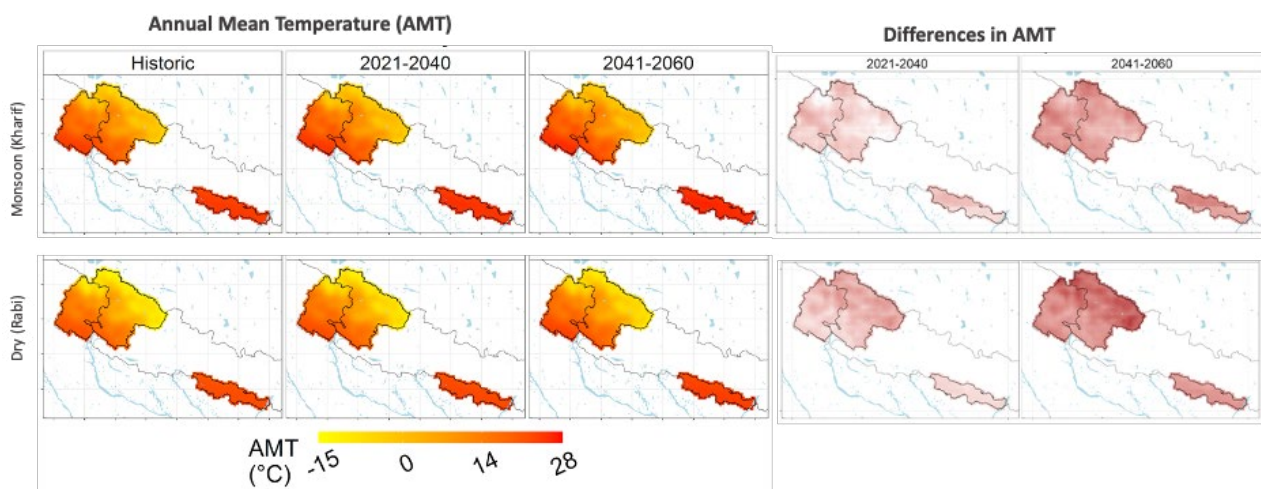 Annual Mean Temperature (AMT)
Differences in AMT
Historic
2021-2040
2041-2060
2021-2040
2041-2060
Monsoon (Kharif)
Dry (Rabi)
AMT
(°C)
-15
0
14
28